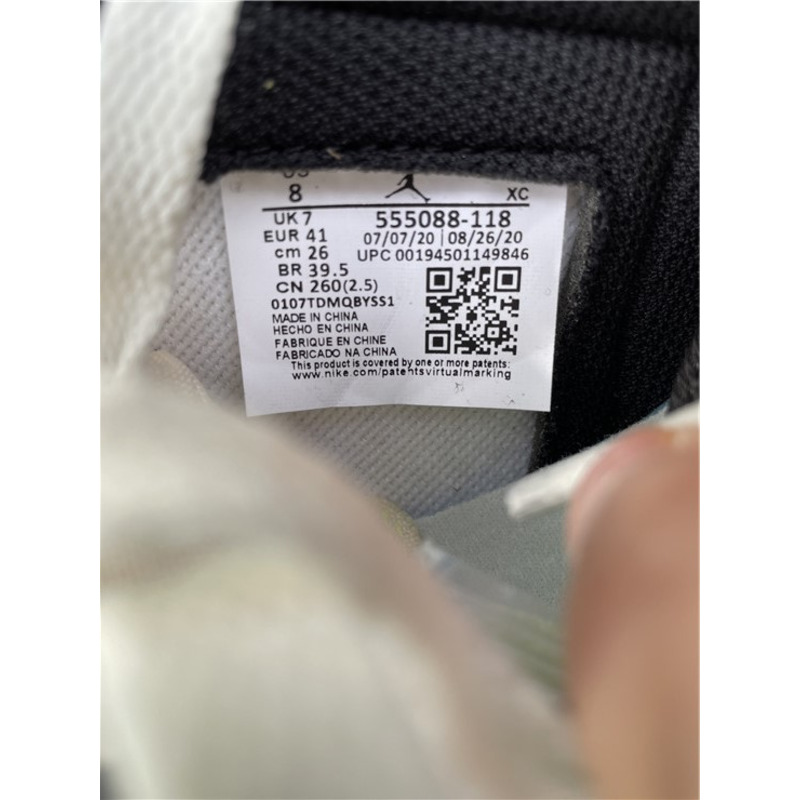 US
8 XC
UK 7 555088-118
EUR 41 07/07/20 | 08/26/20
cm 26 UPC 00194501149846
BR 39.5
CN 260(2.5)
0107TDMQBYSS1
MADE IN CHINA
HECHO EN CHINA
FABRIQUE EN CHINE
FABRICADO NA CHINA
This product is covered by one or more patents:
www.nike.com/patentsvirtualmarking